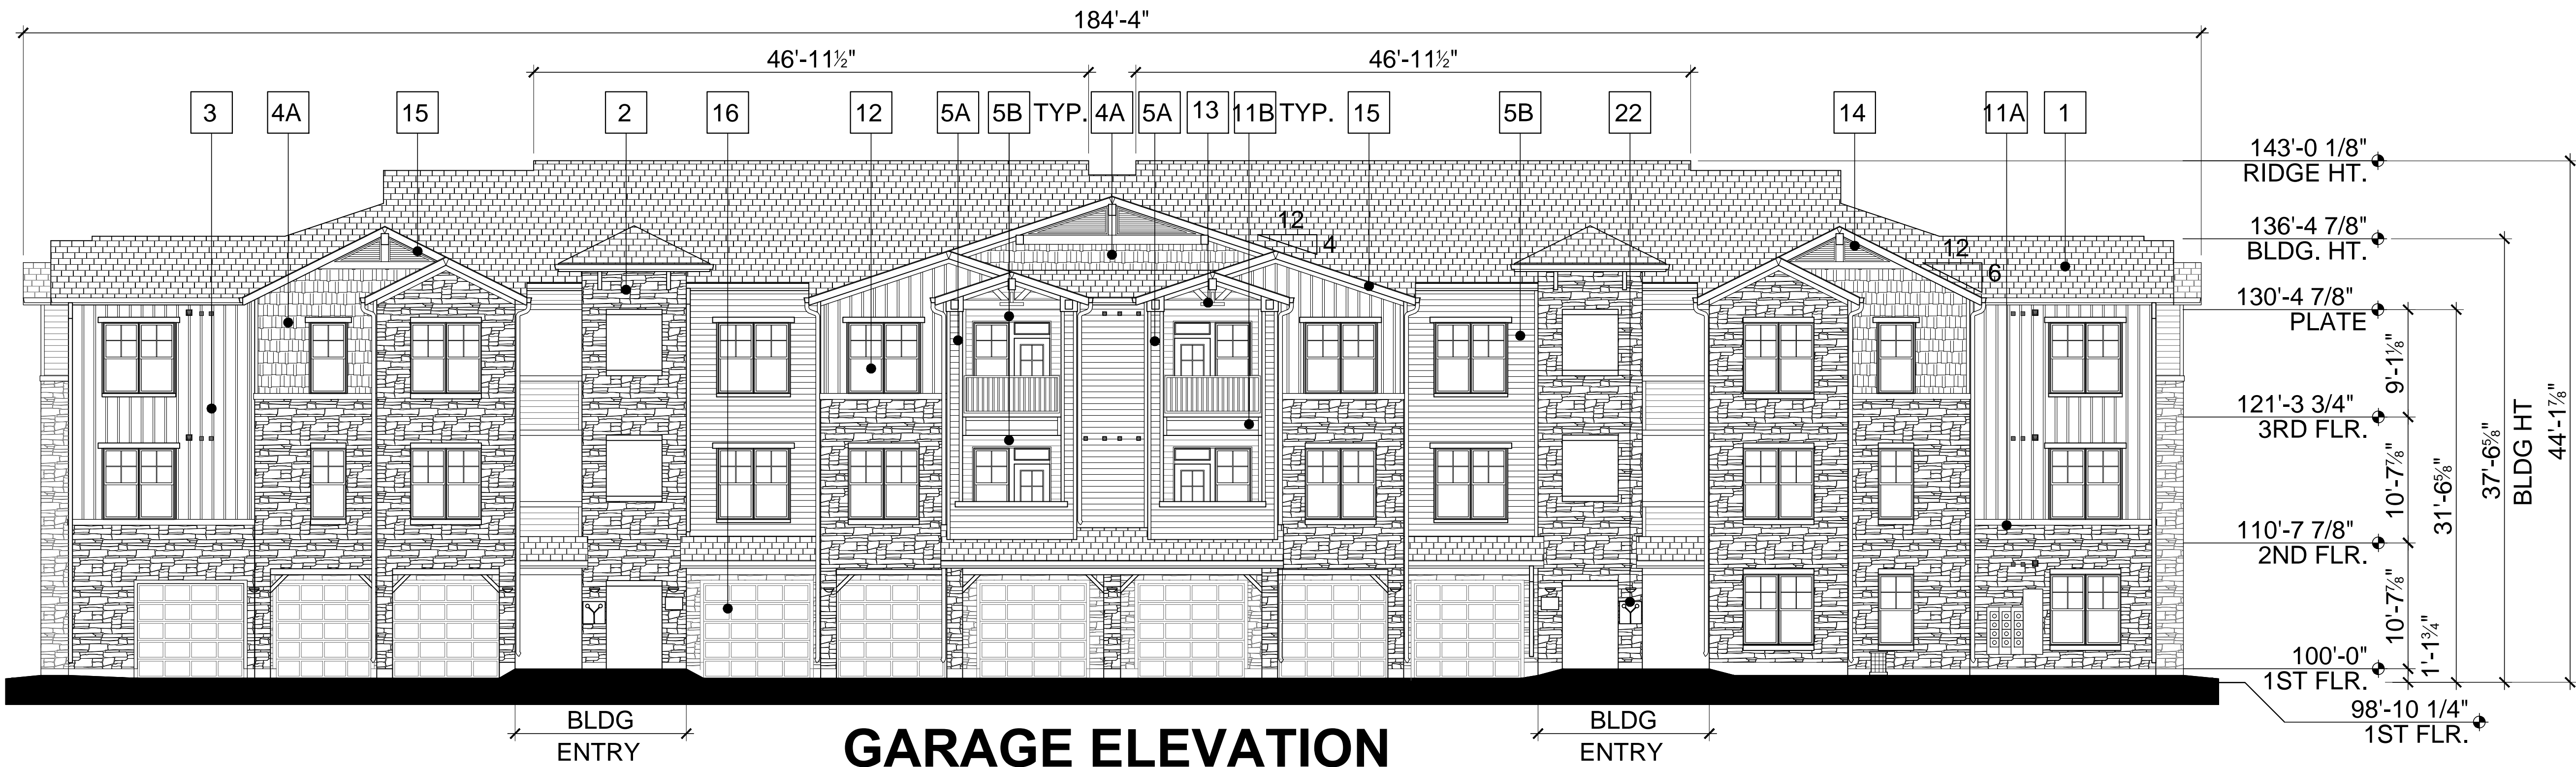 184'-4"
46'-11½"
46'-11½"
3
4A
15
2
16
12
5A
5B TYP.
4A
5A
13
11B TYP.
15
5B
22
14
11A
1
143'-0 1/8"
RIDGE HT.
12
4
12
6
136'-4 7/8"
BLDG. HT.
130'-4 7/8"
PLATE
9'-1⅛"
121'-3 3/4"
3RD FLR.
10'-7⅞"
31'-6⅝"
37'-6⅝"
BLDG HT
44'-1⅞"
110'-7 7/8"
2ND FLR.
10'-7⅞"
1'-1¾"
100'-0"
1ST FLR.
98'-10 1/4"
1ST FLR.
BLDG
ENTRY
GARAGE ELEVATION
BLDG
ENTRY